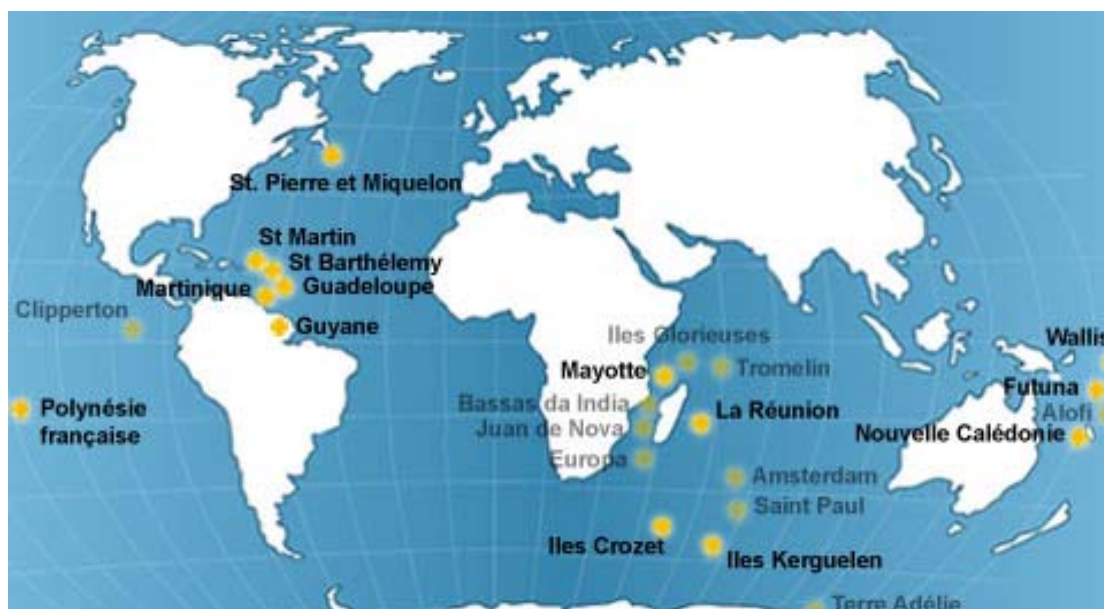 St. Pierre et Miquelon
St Martin
St Barthélemy
Martinique
Guadeloupe
Clipperton
Guyane
Iles Glorieuses
Wallis
Mayotte
Tromelin
Futuna
Polynésie
française
Bassas da India
La Réunion
Alofi
Juan de Nova
Nouvelle Calédonie
Europa
Amsterdam
Saint Paul
Iles Crozet
Iles Kerguelen
Terre Adélie